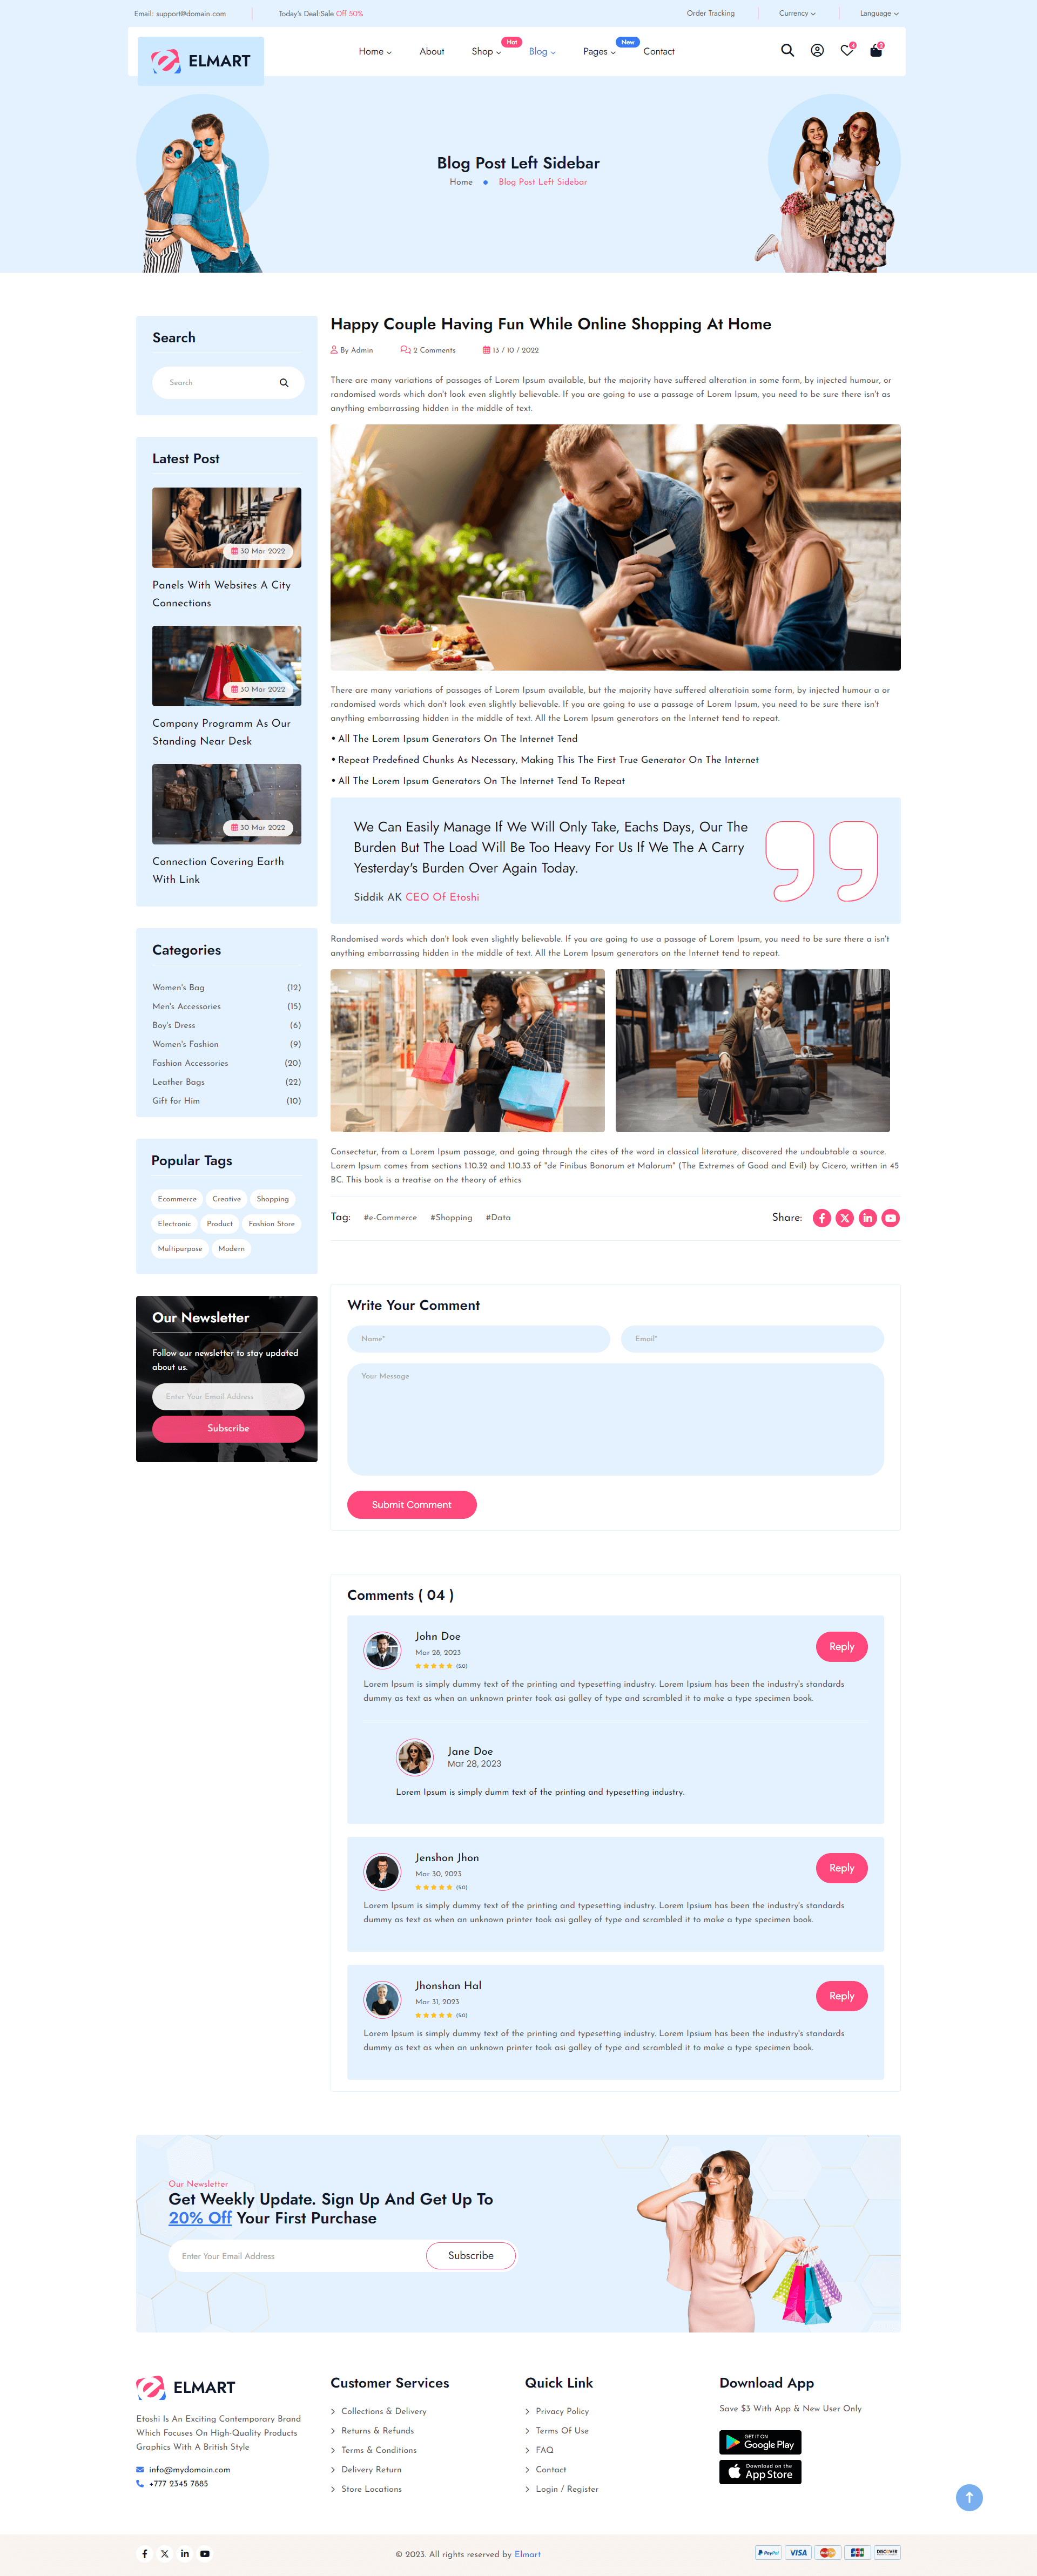 Email: support@domain.com
Today's Deal:Sale Off 50%
Order Tracking
Currency
Language
ELMART
Home
About
Shop
Hot
Blog
Pages
New
Contact
4
5
Blog Post Left Sidebar
Home
Blog Post Left Sidebar
Search
Search
Latest Post
30 Mar 2022
Panels With Websites A City
Connections
30 Mar 2022
Company Programm As Our
Standing Near Desk
30 Mar 2022
Connection Covering Earth
With Link
Categories
Women's Bag (12)
Men's Accessories (15)
Boy's Dress (6)
Women's Fashion (9)
Fashion Accessories (20)
Leather Bags (22)
Gift for Him (10)
Popular Tags
Ecommerce Creative Shopping
Electronic Product Fashion Store
Multipurpose Modern
Our Newsletter
Follow our newsletter to stay updated
about us.
Enter Your Email Address
Subscribe
Happy Couple Having Fun While Online Shopping At Home
By Admin
2 Comments
13 / 10 / 2022
There are many variations of passages of Lorem Ipsum available, but the majority have suffered alteration in some form, by injected humour, or
randomised words which don't look even slightly believable. If you are going to use a passage of Lorem Ipsum, you need to be sure there isn't as
anything embarrassing hidden in the middle of text.
There are many variations of passages of Lorem Ipsum available, but the majority have suffered alteratioin some form, by injected humour a or
randomised words which don't look even slightly believable. If you are going to use a passage of Lorem Ipsum, you need to be sure there isn't
anything embarrassing hidden in the middle of text. All the Lorem Ipsum generators on the Internet tend to repeat.
• All The Lorem Ipsum Generators On The Internet Tend
• Repeat Predefined Chunks As Necessary, Making This The First True Generator On The Internet
• All The Lorem Ipsum Generators On The Internet Tend To Repeat
We Can Easily Manage If We Will Only Take, Eachs Days, Our The
Burden But The Load Will Be Too Heavy For Us If We The A Carry
Yesterday's Burden Over Again Today.
Siddik AK CEO Of Etoshi
Randomised words which don't look even slightly believable. If you are going to use a passage of Lorem Ipsum, you need to be sure there a isn't
anything embarrassing hidden in the middle of text. All the Lorem Ipsum generators on the Internet tend to repeat.
Consectetur, from a Lorem Ipsum passage, and going through the cites of the word in classical literature, discovered the undoubtable a source.
Lorem Ipsum comes from sections 1.10.32 and 1.10.33 of "de Finibus Bonorum et Malorum" (The Extremes of Good and Evil) by Cicero, written in 45
BC. This book is a treatise on the theory of ethics
Tag: #e-Commerce #Shopping #Data
Share:
Write Your Comment
Name*
Email*
Your Message
Submit Comment
Comments ( 04 )
John Doe
Mar 28, 2023
(5.0)
Reply
Lorem Ipsum is simply dummy text of the printing and typesetting industry. Lorem Ipsum has been the industry's standards
dummy as text as when an unknown printer took asi galley of type and scrambled it to make a type specimen book.
Jane Doe
Mar 28, 2023
Lorem Ipsum is simply dumm text of the printing and typesetting industry.
Jenshon Jhon
Mar 30, 2023
(5.0)
Reply
Lorem Ipsum is simply dummy text of the printing and typesetting industry. Lorem Ipsum has been the industry's standards
dummy as text as when an unknown printer took asi galley of type and scrambled it to make a type specimen book.
Jhonshan Hal
Mar 31, 2023
(5.0)
Reply
Lorem Ipsum is simply dummy text of the printing and typesetting industry. Lorem Ipsum has been the industry's standards
dummy as text as when an unknown printer took asi galley of type and scrambled it to make a type specimen book.
Our Newsletter
Get Weekly Update. Sign Up And Get Up To
20% Off Your First Purchase
Enter Your Email Address
Subscribe
ELMART
Etoshi Is An Exciting Contemporary Brand
Which Focuses On High-Quality Products
Graphics With A British Style
info@mydomain.com
+777 2345 7885
Customer Services
Collections & Delivery
Returns & Refunds
Terms & Conditions
Delivery Return
Store Locations
Quick Link
Privacy Policy
Terms Of Use
FAQ
Contact
Login / Register
Download App
Save $3 With App & New User Only
GET IT ON
Google Play
Download on the
App Store
© 2023. All rights reserved by Elmart
PayPal
VISA
JCB
DISCOVER